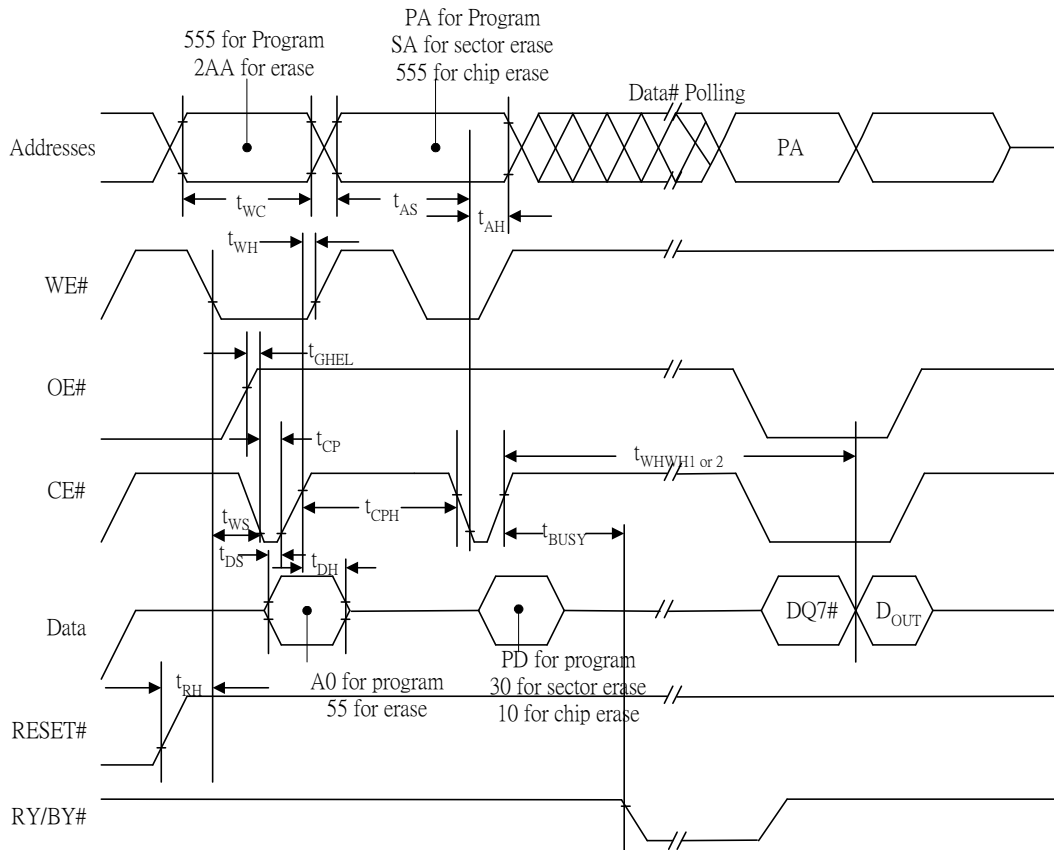 555 for Program
2AA for erase
PA for Program
SA for sector erase
555 for chip erase
Data# Polling
Addresses
PA
tWC
tAS
tAH
tWH
WE#
tGHEL
OE#
tCP
tWHWH1 or 2
CE#
tCPH
tWS
tBUSY
tDS
tDH
Data
DQ7#
DOUT
A0 for program
55 for erase
PD for program
30 for sector erase
10 for chip erase
tRH
RESET#
RY/BY#